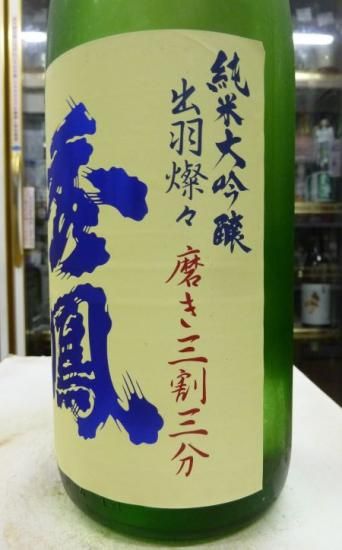 純米大吟醸
出羽燦々
磨き三割三分
秀鳳